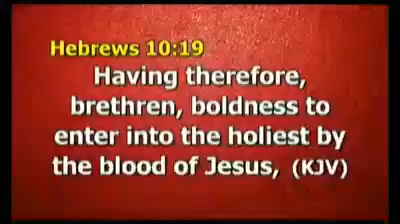 Hebrews 10:19
Having therefore,
brethren, boldness to
enter into the holiest by
the blood of Jesus, (KJV)